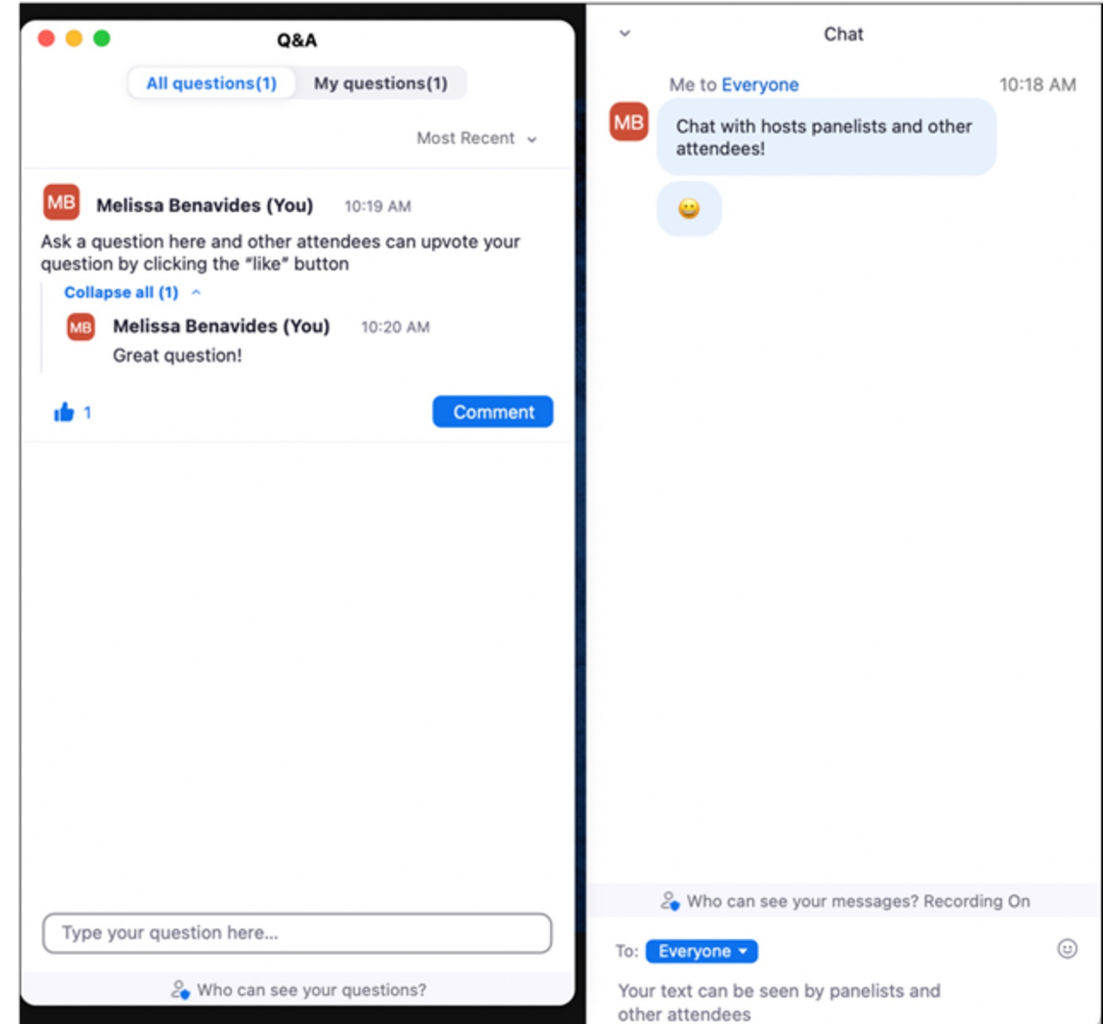 Q&A
All questions(1)
My questions(1)
Most Recent
MB
Melissa Benavides (You)
10:19 AM
Ask a question here and other attendees can upvote your
question by clicking the "like" button
Collapse all (1)
MB
Melissa Benavides (You)
10:20 AM
Great question!
1
Comment
Type your question here...
Who can see your questions?
Chat
Me to Everyone
10:18 AM
MB
Chat with hosts panelists and other
attendees!
😀
Who can see your messages? Recording On
To: Everyone
Your text can be seen by panelists and
other attendees